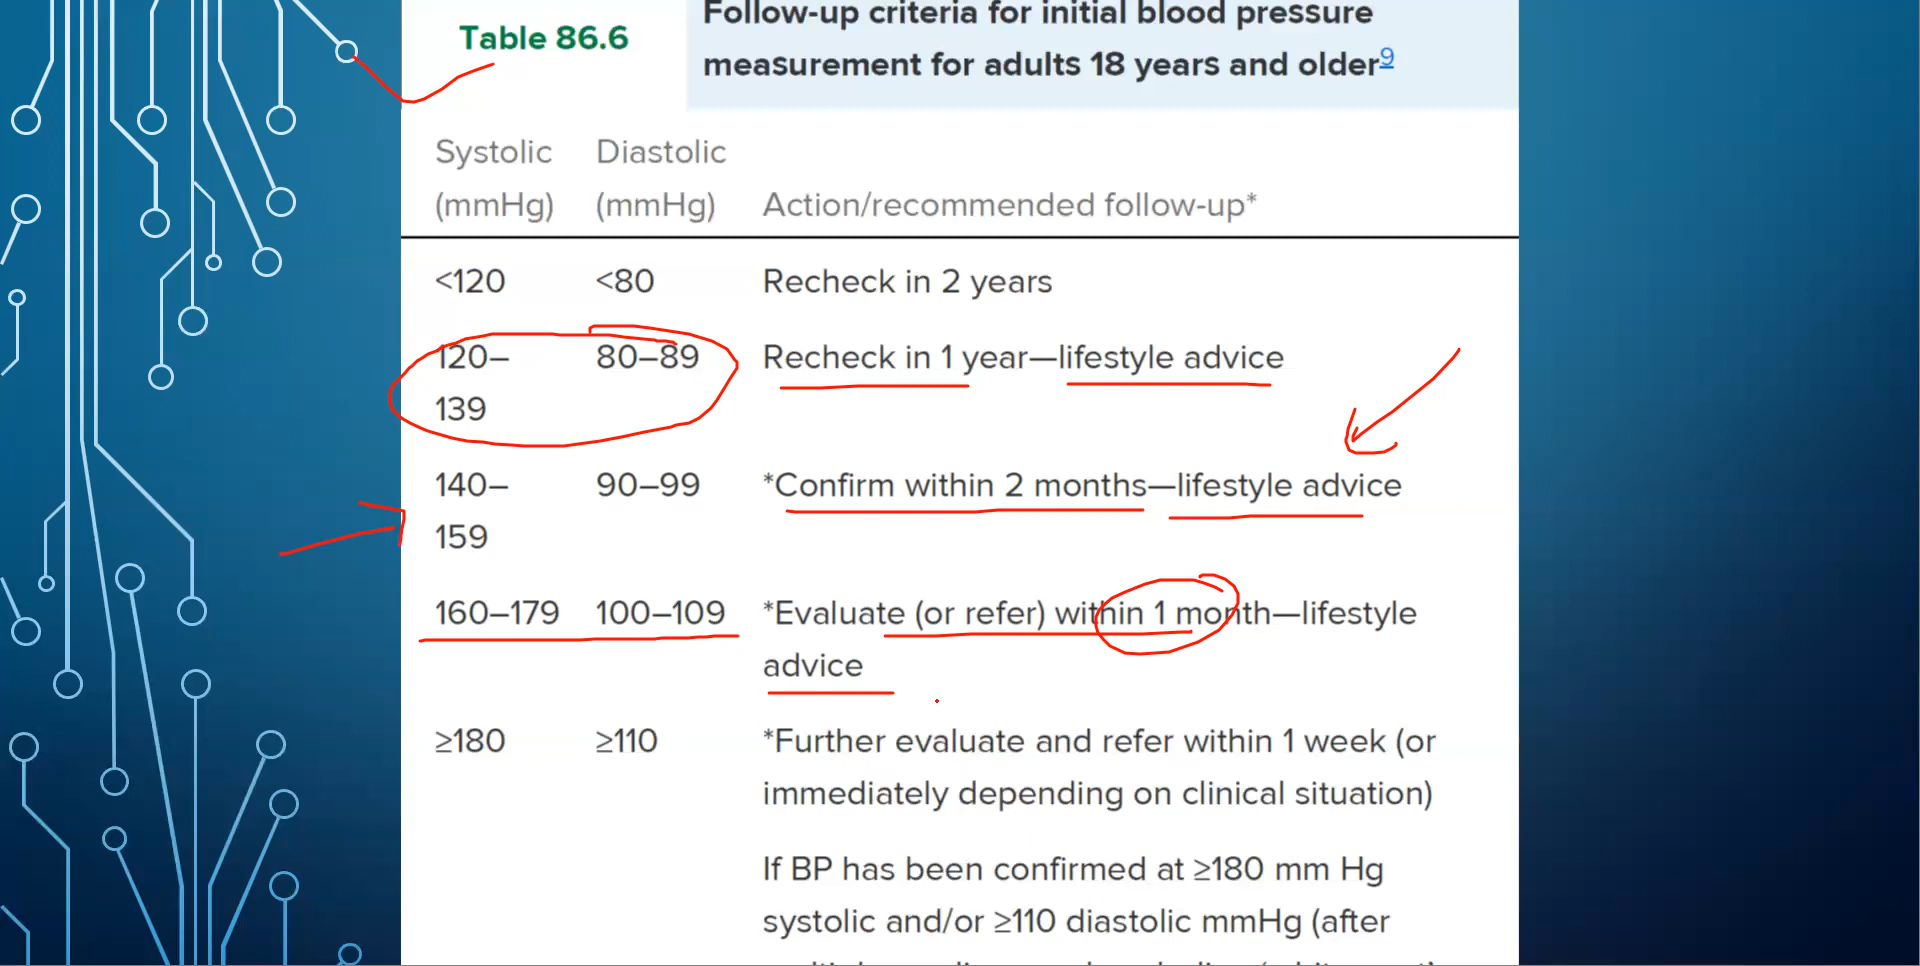 Table 86.6
Follow-up criteria for initial blood pressure
measurement for adults 18 years and older9
Systolic
(mmHg)
Diastolic
(mmHg)
Action/recommended follow-up*
<120 <80 Recheck in 2 years
120– 80–89 Recheck in 1 year—lifestyle advice
139
140– 90–99 *Confirm within 2 months—lifestyle advice
159
160–179 100–109 *Evaluate (or refer) within 1 month—lifestyle
advice
≥180 ≥110 *Further evaluate and refer within 1 week (or
immediately depending on clinical situation)
If BP has been confirmed at ≥180 mm Hg
systolic and/or ≥110 diastolic mmHg (after